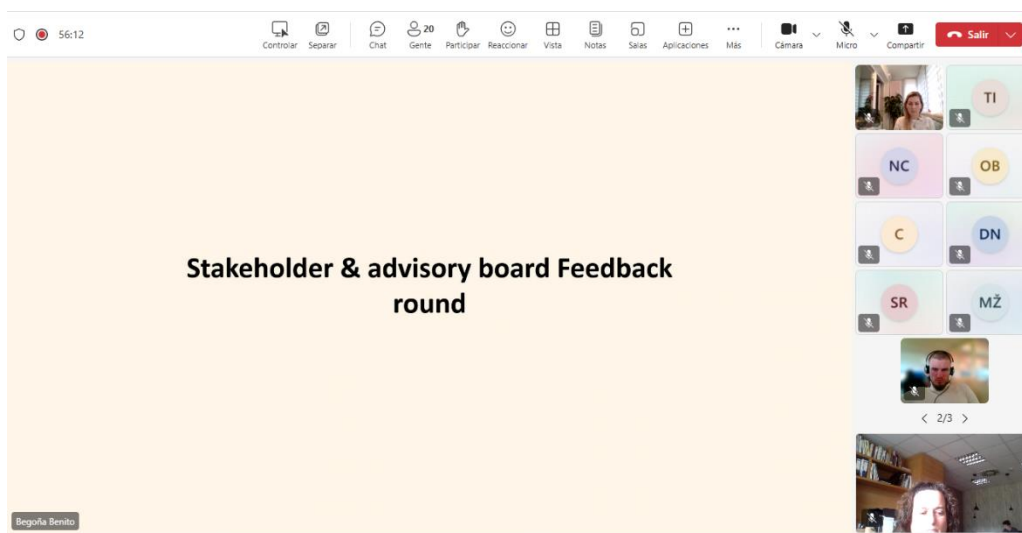 56:12
Controlar Separar Chat Gente 20 Participar Reaccionar Vista Notas Salas Aplicaciones Más Cámara Micro Compartir Salir
TI
NC OB
C DN
SR MŽ
2/3
Stakeholder & advisory board Feedback
round
Begoña Benito